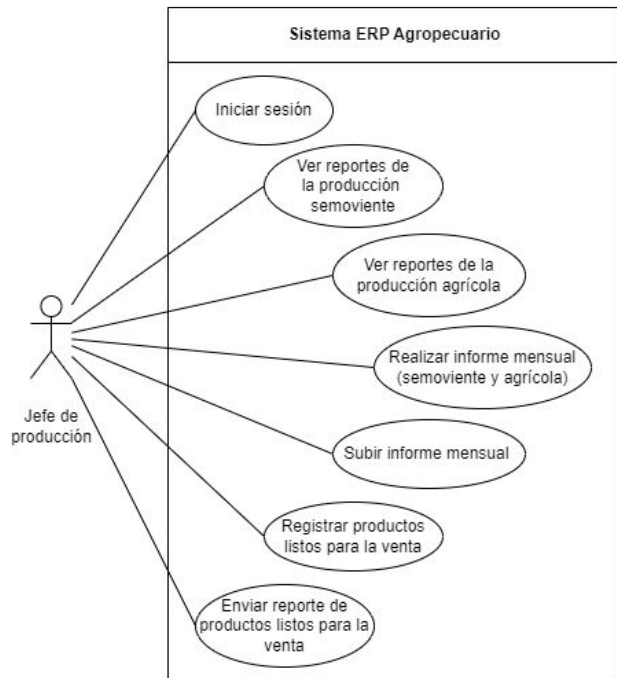 Sistema ERP Agropecuario
Iniciar sesión
Ver reportes de
la producción
semoviente
Ver reportes de la
producción agrícola
Realizar informe mensual
(semoviente y agrícola)
Jefe de
producción
Subir informe mensual
Registrar productos
listos para la venta
Enviar reporte de
productos listos para la
venta